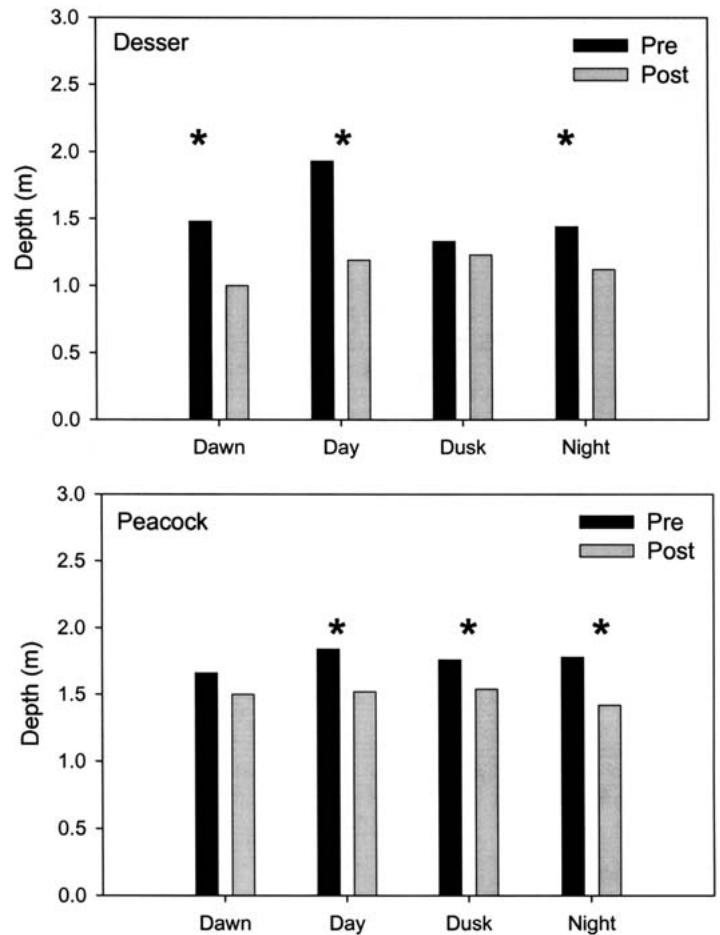 3.0
Desser
Pre
Post
2.5
2.0
* * *
1.5
1.0
0.5
0.0
Depth (m)
Dawn Day Dusk Night
3.0
Peacock
Pre
Post
2.5
2.0
* * *
1.5
1.0
0.5
0.0
Depth (m)
Dawn Day Dusk Night